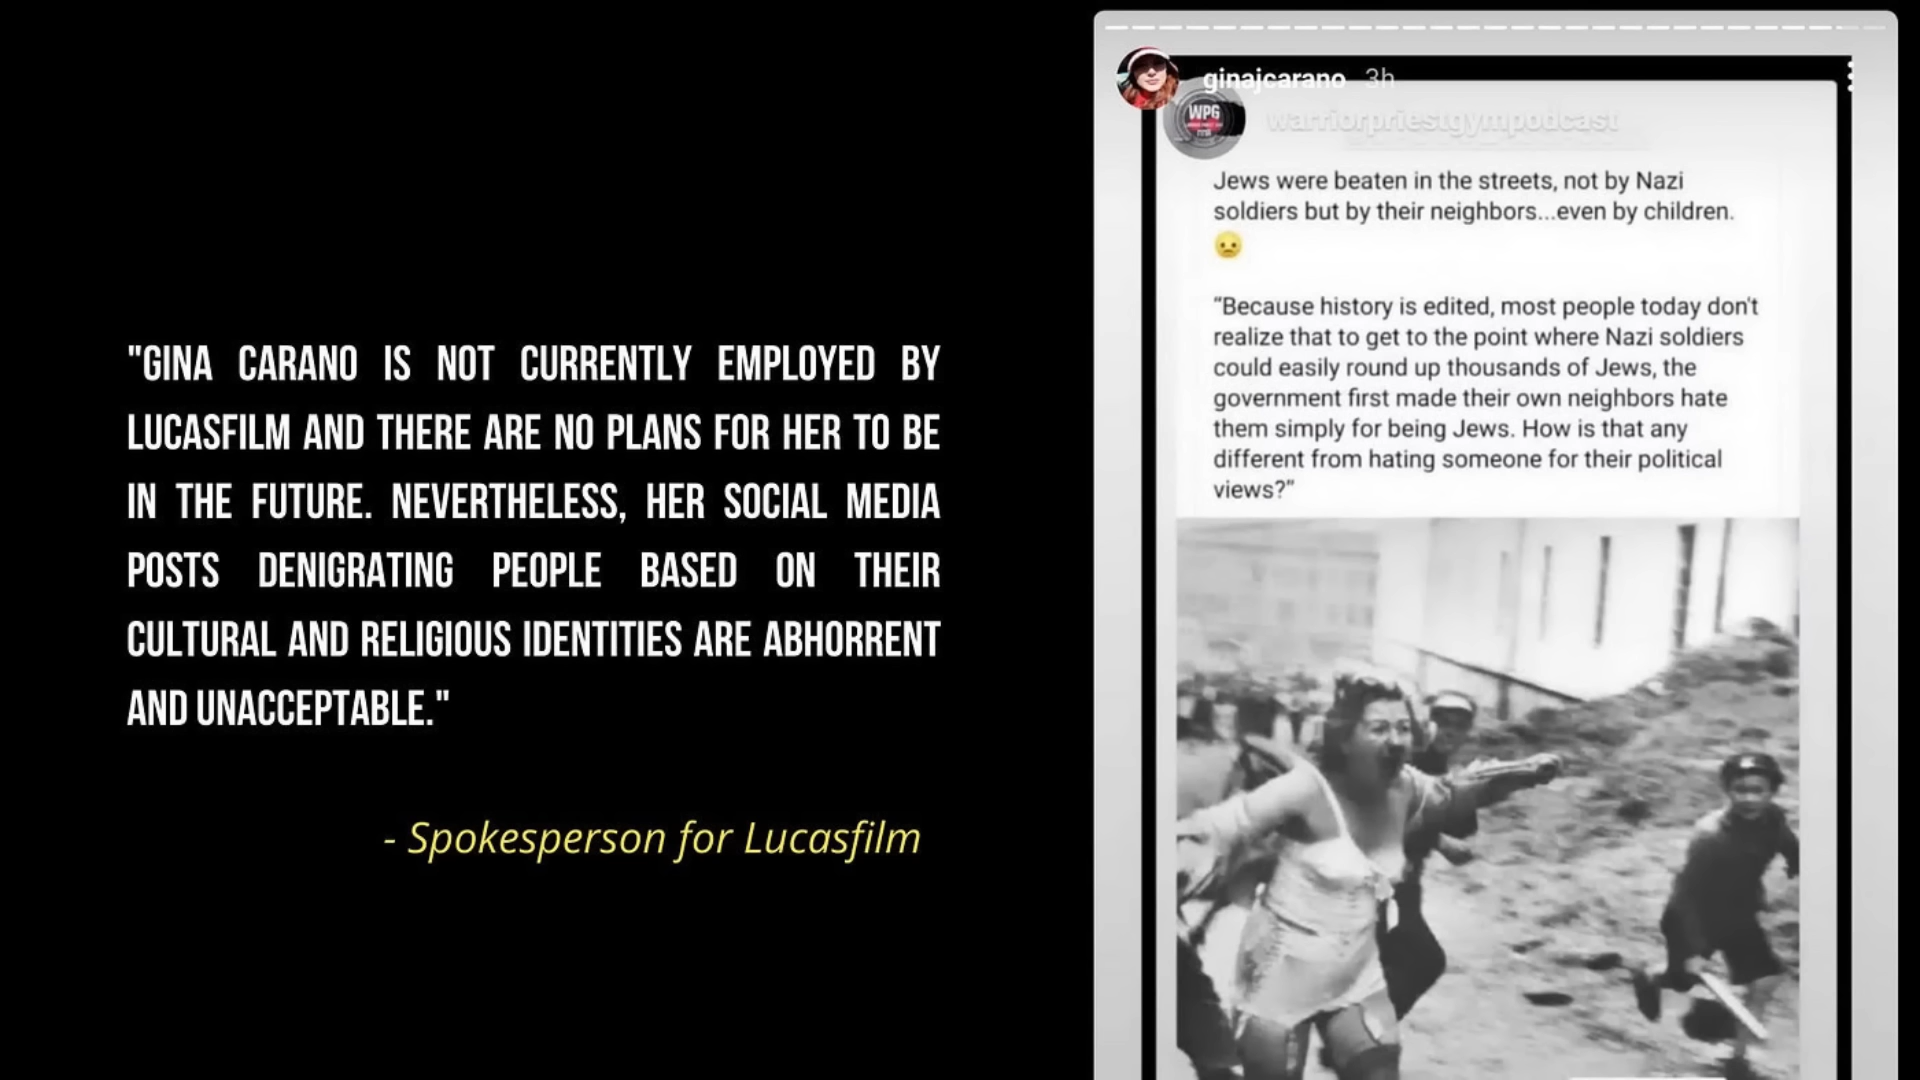 "GINA CARANO IS NOT CURRENTLY EMPLOYED BY
LUCASFILM AND THERE ARE NO PLANS FOR HER TO BE
IN THE FUTURE. NEVERTHELESS, HER SOCIAL MEDIA
POSTS DENIGRATING PEOPLE BASED ON THEIR
CULTURAL AND RELIGIOUS IDENTITIES ARE ABHORRENT
AND UNACCEPTABLE."
- Spokesperson for Lucasfilm
ginajcarano 3h
WPG
warriorpriestgympodcast
Jews were beaten in the streets, not by Nazi
soldiers but by their neighbors...even by children.
😞
“Because history is edited, most people today don't
realize that to get to the point where Nazi soldiers
could easily round up thousands of Jews, the
government first made their own neighbors hate
them simply for being Jews. How is that any
different from hating someone for their political
views?”